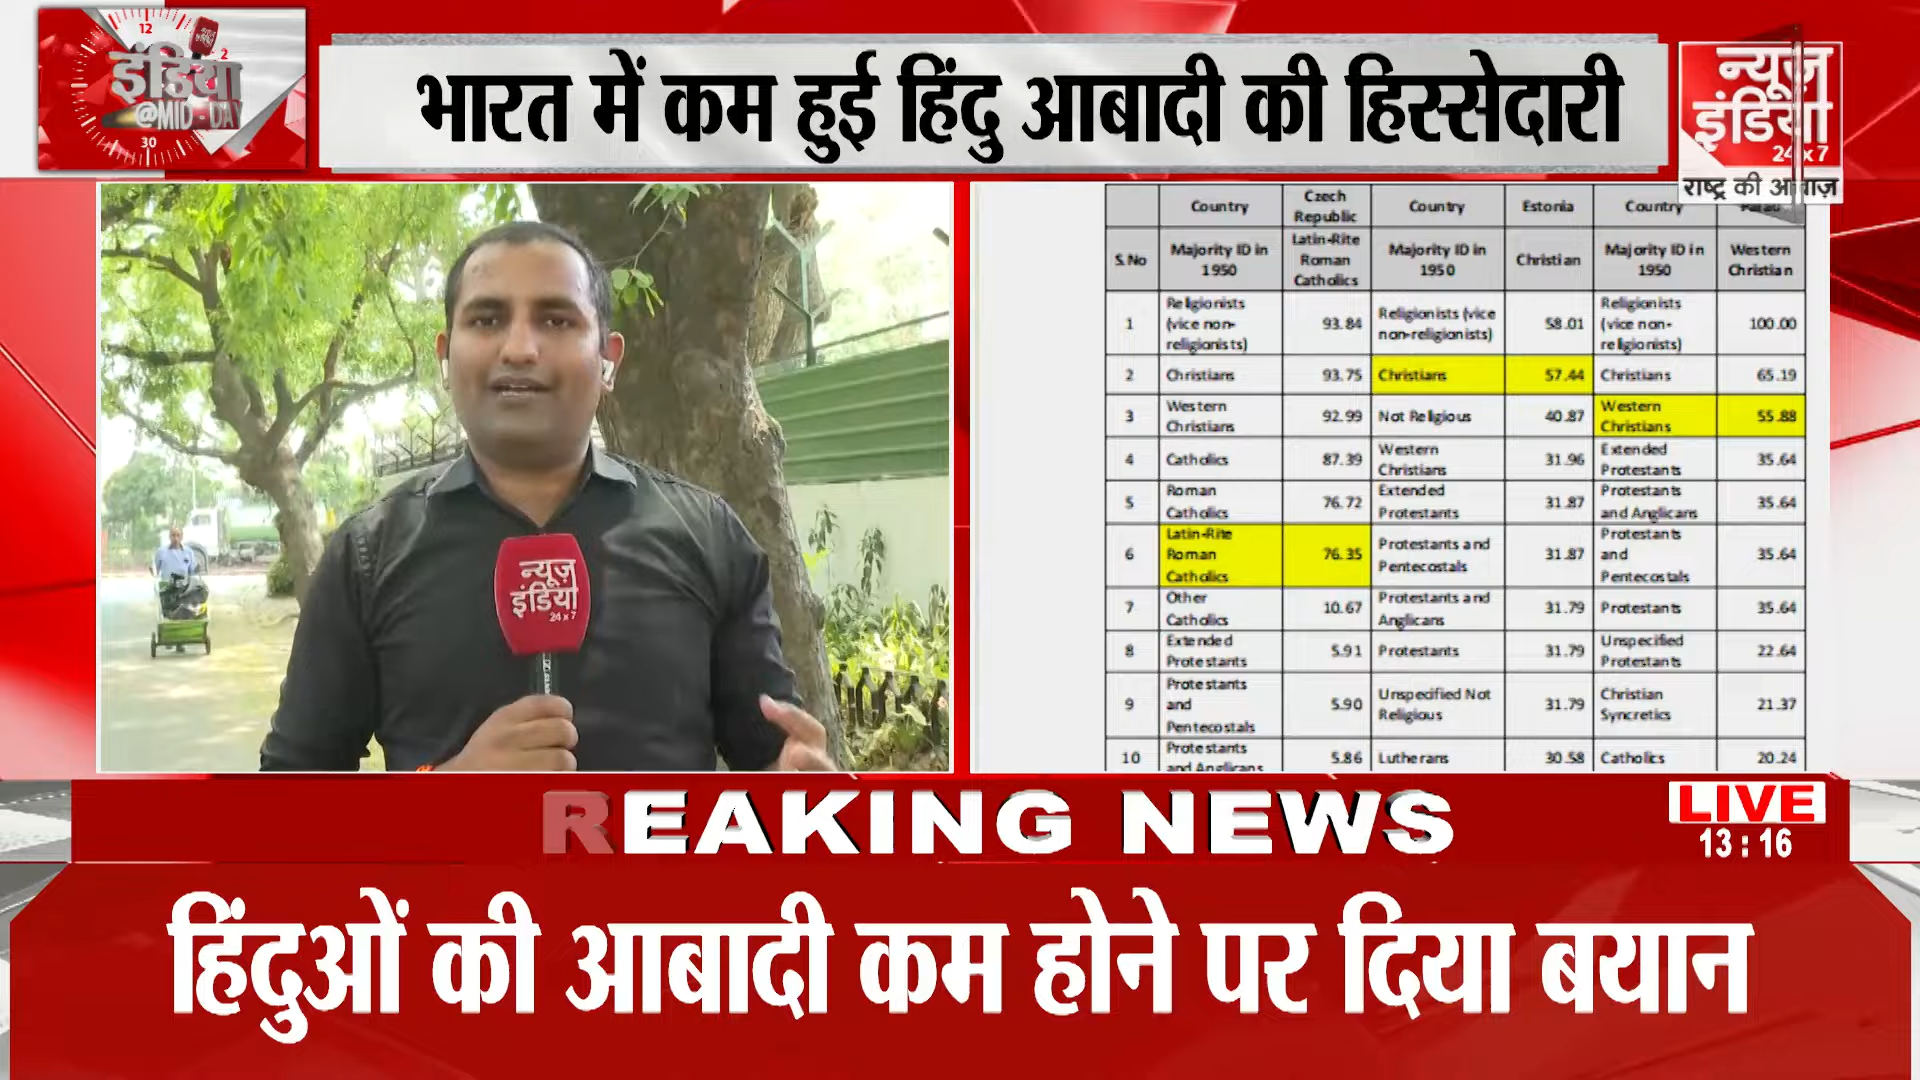 12
2
इंडिया
@MID-DAY
30
भारत में कम हुई हिंदु आबादी की हिस्सेदारी
न्यूज़
इंडिया
24x7
राष्ट्र की आवाज़
न्यूज़
इंडिया
24x7
Country Czech Republic Country Estonia Country
S.No Majority ID in 1950 Latin-Rite Roman Catholics Majority ID in 1950 Christian Majority ID in 1950 Western Christian
1 Religionists (vice non-religionists) 93.84 Religionists (vice non-religionists) 58.01 Religionists (vice non-religionists) 100.00
2 Christians 93.75 Christians 57.44 Christians 65.19
3 Western Christians 92.99 Not Religious 40.87 Western Christians 55.88
4 Catholics 87.39 Western Christians 31.96 Extended Protestants 35.64
5 Roman Catholics 76.72 Extended Protestants 31.87 Protestants and Anglicans 35.64
6 Latin-Rite Roman Catholics 76.35 Protestants and Pentecostals 31.87 Protestants and Pentecostals 35.64
7 Other Catholics 10.67 Protestants and Anglicans 31.79 Protestants 35.64
8 Extended Protestants 5.91 Protestants 31.79 Unspecified Protestants 22.64
9 Protestants and Pentecostals 5.90 Unspecified Not Religious 31.79 Christian Syncretics 21.37
10 Protestants and Anglicans 5.86 Lutherans 30.58 Catholics 20.24
REAKING NEWS
LIVE
13:16
हिंदुओं की आबादी कम होने पर दिया बयान